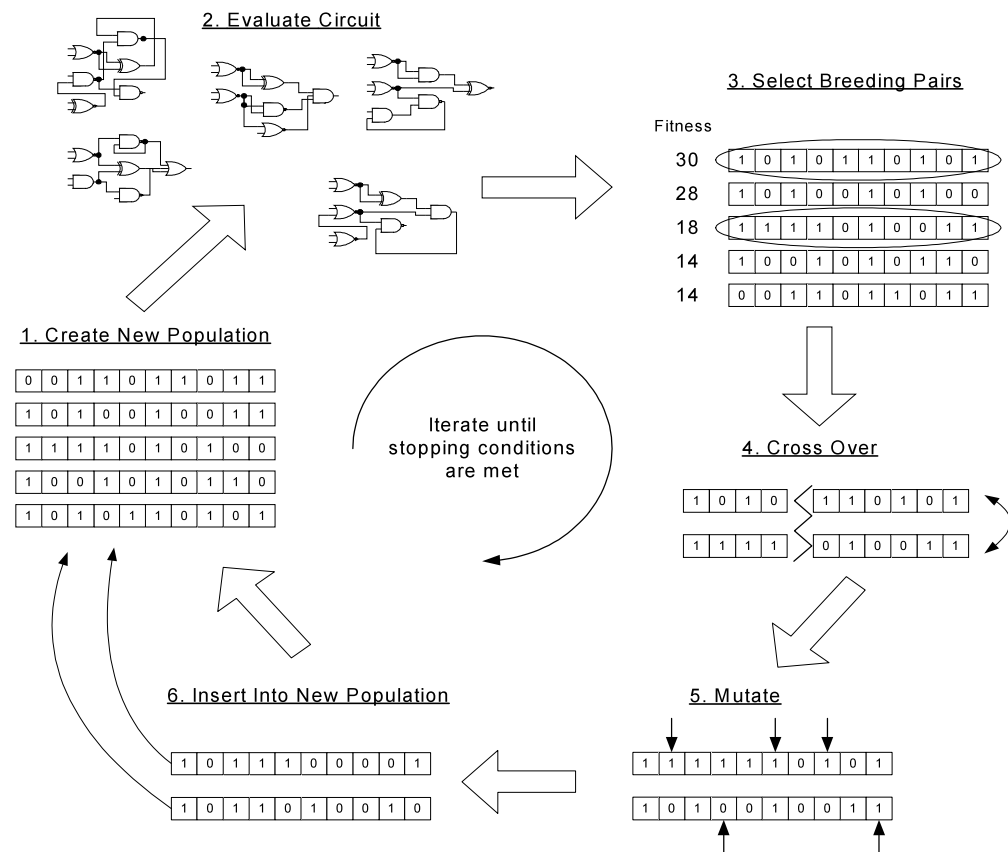 2. Evaluate Circuit
3. Select Breeding Pairs
Fitness
30 1 0 1 0 1 1 0 1 0 1
28 1 0 1 0 0 1 0 1 0 0
18 1 1 1 1 0 1 0 0 1 1
14 1 0 0 1 0 1 0 1 1 0
14 0 0 1 1 0 1 1 0 1 1
1. Create New Population
0 0 1 1 0 1 1 0 1 1
1 0 1 0 0 1 0 0 1 1
1 1 1 1 0 1 0 1 0 0
1 0 0 1 0 1 0 1 1 0
1 0 1 0 1 1 0 1 0 1
Iterate until
stopping conditions
are met
4. Cross Over
1 0 1 0 1 1 0 1 0 1
1 1 1 1 0 1 0 0 1 1
6. Insert Into New Population
1 0 1 1 1 0 0 0 0 1
1 0 1 1 0 1 0 0 1 0
5. Mutate
1 1 1 1 1 1 0 1 0 1
1 0 1 0 0 1 0 0 1 1